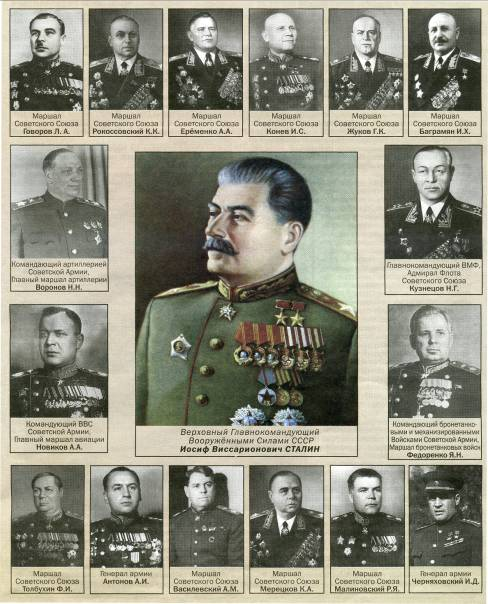 Маршал
Советского Союза
Говоров Л. А.
Маршал
Советского Союза
Рокоссовский К.К.
Маршал
Советского Союза
Ерёменко А.А.
Маршал
Советского Союза
Конев И.С.
Маршал
Советского Союза
Жуков Г.К.
Маршал
Советского Союза
Баграмян И.Х.
Командающий артиллерией
Советской Армии,
Главный маршал артиллерии
Воронов Н.Н.
Главнокомандующий ВМФ,
Адмирал Флота
Советского Союза
Кузнецов Н.Г.
Командующий ВВС
Советской Армии,
Главный маршал авиации
Новиков А.А.
Верховный Главнокомандующий
Вооружёнными Силами СССР
Иосиф Виссарионович СТАЛИН
Командующий бронетанко-
выми и механизированными
Войсками Советской Армии,
Маршал бронетанковых войск
Федоренко Я.Н.
Маршал
Советского Союза
Толбухин Ф.И.
Генерал армии
Антонов А.И.
Маршал
Советского Союза
Василевский А.М.
Маршал
Советского Союза
Мерецков К.А.
Маршал
Советского Союза
Малиновский Р.Я.
Генерал армии
Черняховский И.Д.